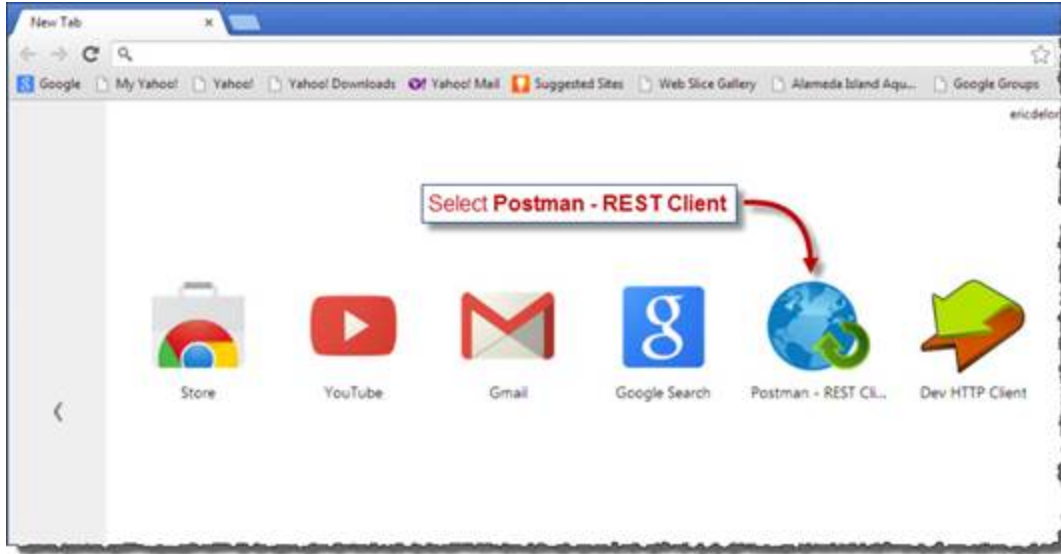 New Tab
Google My Yahoo! Yahoo! Yahoo! Downloads Yahoo! Mail Suggested Sites Web Slice Gallery Alameda Island Aqu... Google Groups
ericdelor
Select Postman - REST Client
g
Store YouTube Gmail Google Search Postman - REST Cli... Dev HTTP Client